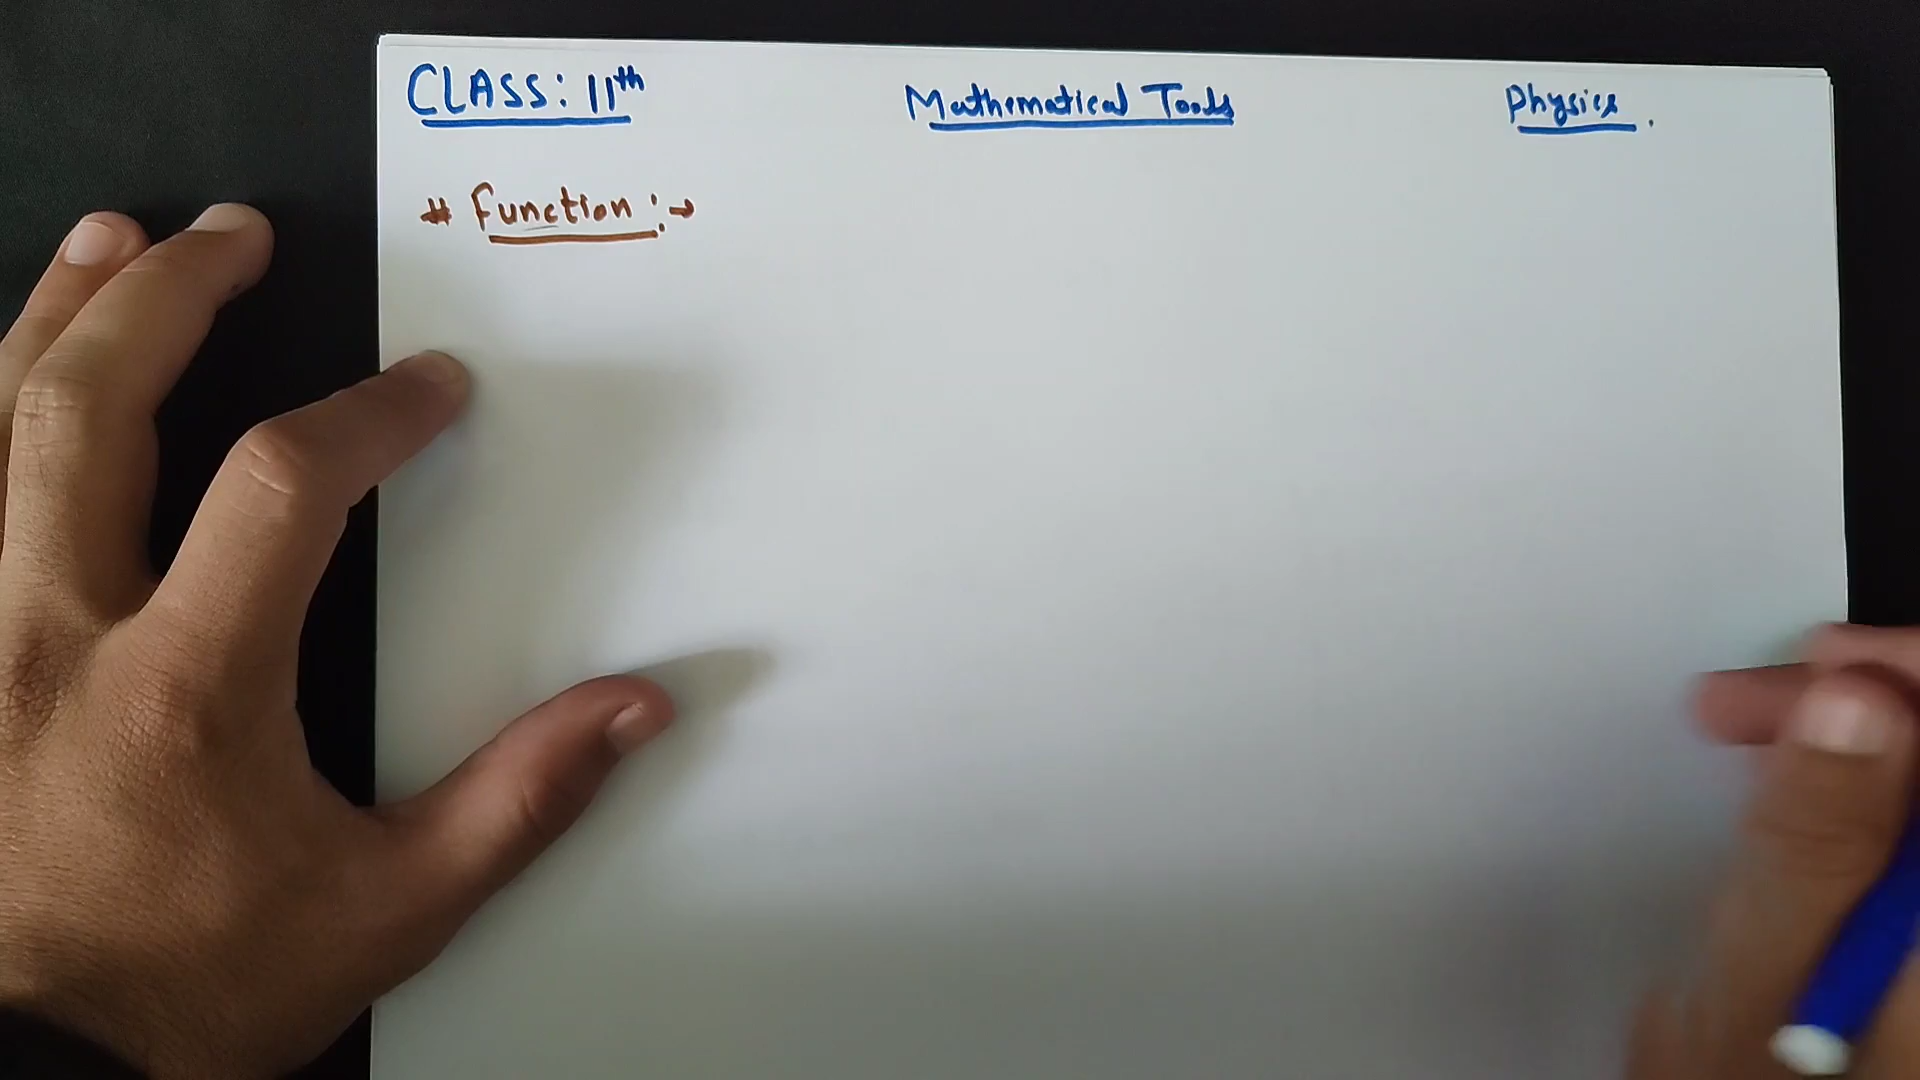 CLASS: 11th Mathematical Tools Physics.
# Function :→